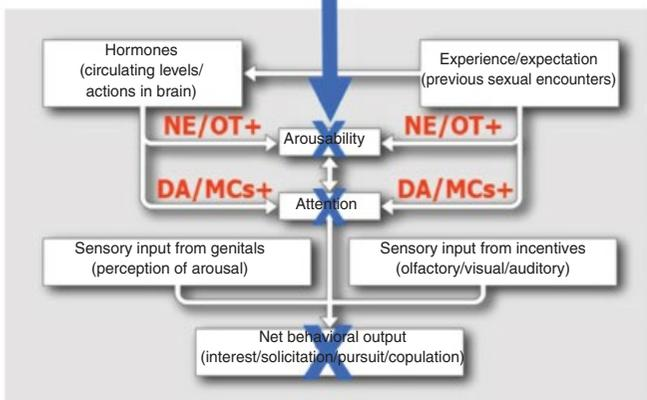 Hormones
(circulating levels/
actions in brain)
Experience/expectation
(previous sexual encounters)
NE/OT+
NE/OT+
Arousability
X
DA/MCs+
DA/MCs+
Attention
X
Sensory input from genitals
(perception of arousal)
Sensory input from incentives
(olfactory/visual/auditory)
Net behavioral output
(interest/solicitation/pursuit/copulation)
X